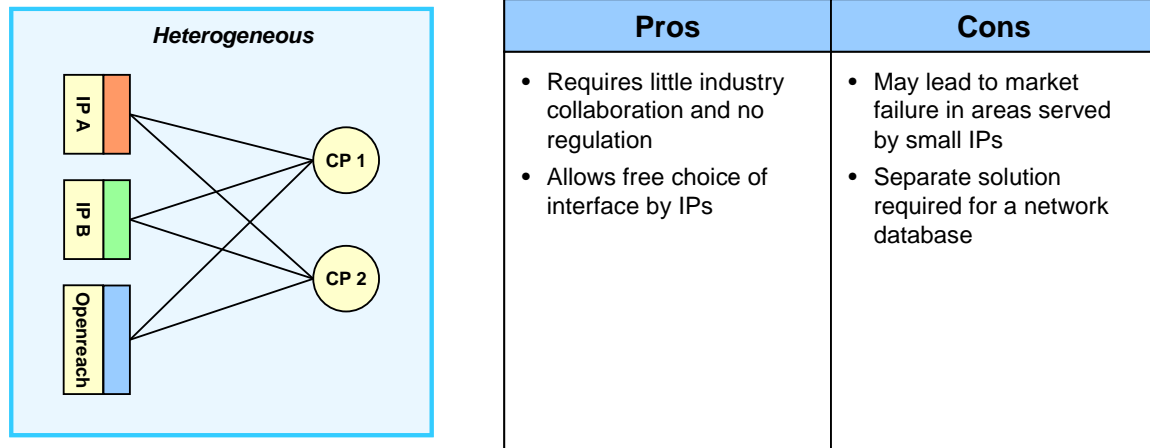 Heterogeneous
IP A
IP B
Openreach
CP 1
CP 2
Pros
Cons
• Requires little industry
collaboration and no
regulation
• Allows free choice of
interface by IPs
• May lead to market
failure in areas served
by small IPs
• Separate solution
required for a network
database